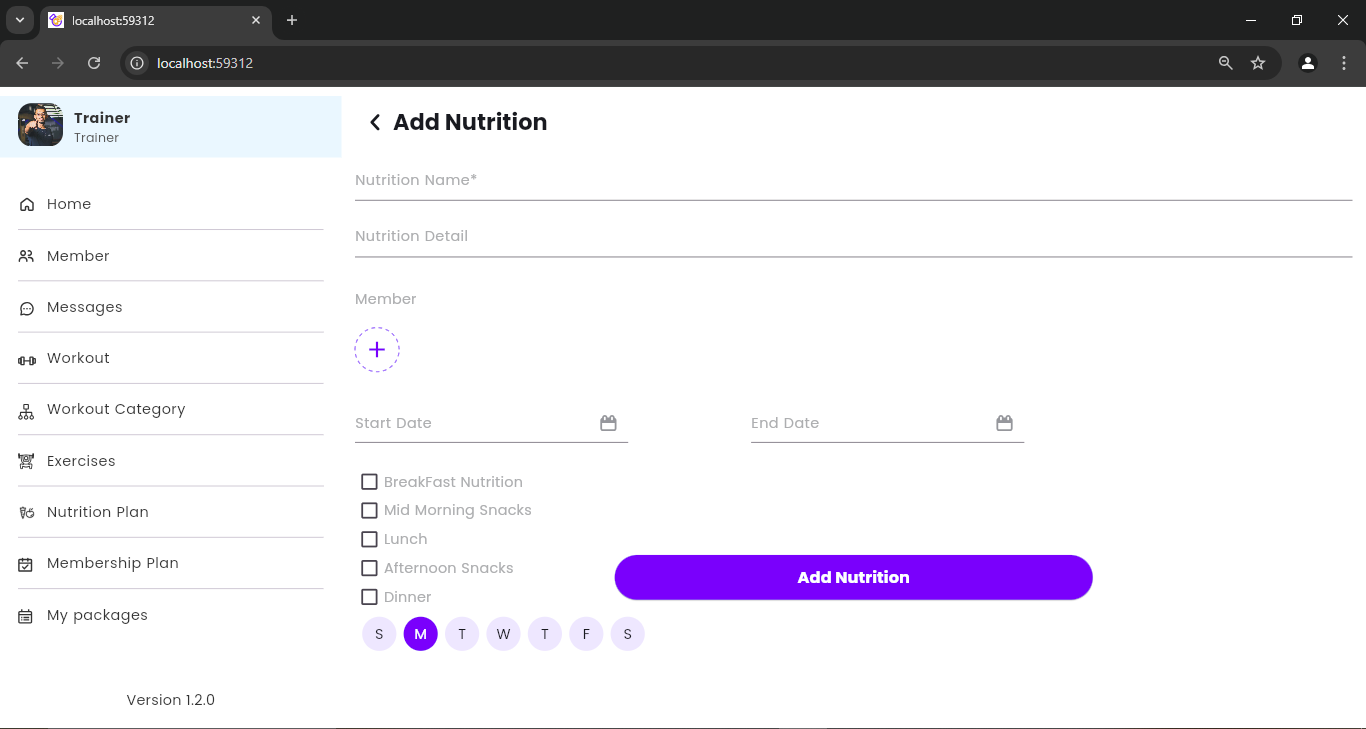 localhost:59312
localhost:59312
Trainer
Trainer
Home
Member
Messages
Workout
Workout Category
Exercises
Nutrition Plan
Membership Plan
My packages
Version 1.2.0
Add Nutrition
Nutrition Name*
Nutrition Detail
Member
Start Date End Date
BreakFast Nutrition
Mid Morning Snacks
Lunch
Afternoon Snacks
Dinner
Add Nutrition
S M T W T F S